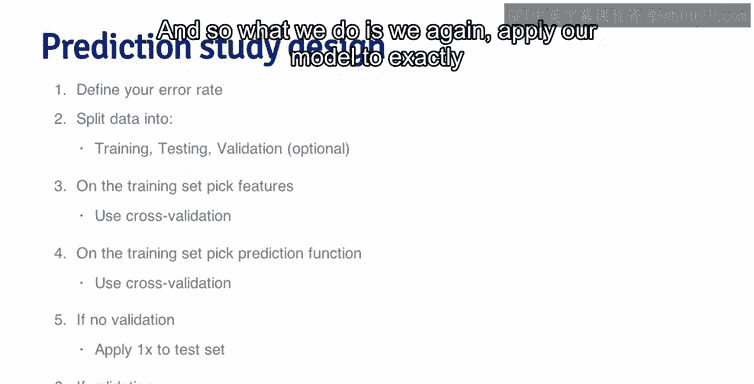 And so what we do is we again, apply our
model to exactly
Prediction study design
1. Define your error rate
2. Split data into:
· Training, Testing, Validation (optional)
3. On the training set pick features
· Use cross-validation
4. On the training set pick prediction function
· Use cross-validation
5. If no validation
· Apply 1x to test set
6. If validation